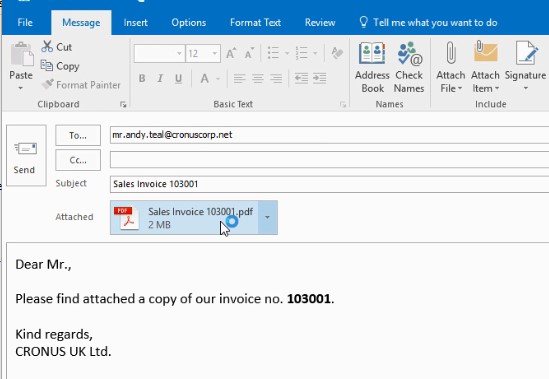 File Message Insert Options Format Text Review Tell me what you want to do
Paste
Cut
Copy
Format Painter
Clipboard
12 A A
B I U A
Basic Text
Address Book
Check Names
Names
Attach File
Attach Item
Signature
Include
Send
To... mr.andy.teal@cronuscorp.net
Cc...
Subject Sales Invoice 103001
Attached PDF Sales Invoice 103001.pdf
2 MB
Dear Mr.,
Please find attached a copy of our invoice no. 103001.
Kind regards,
CRONUS UK Ltd.